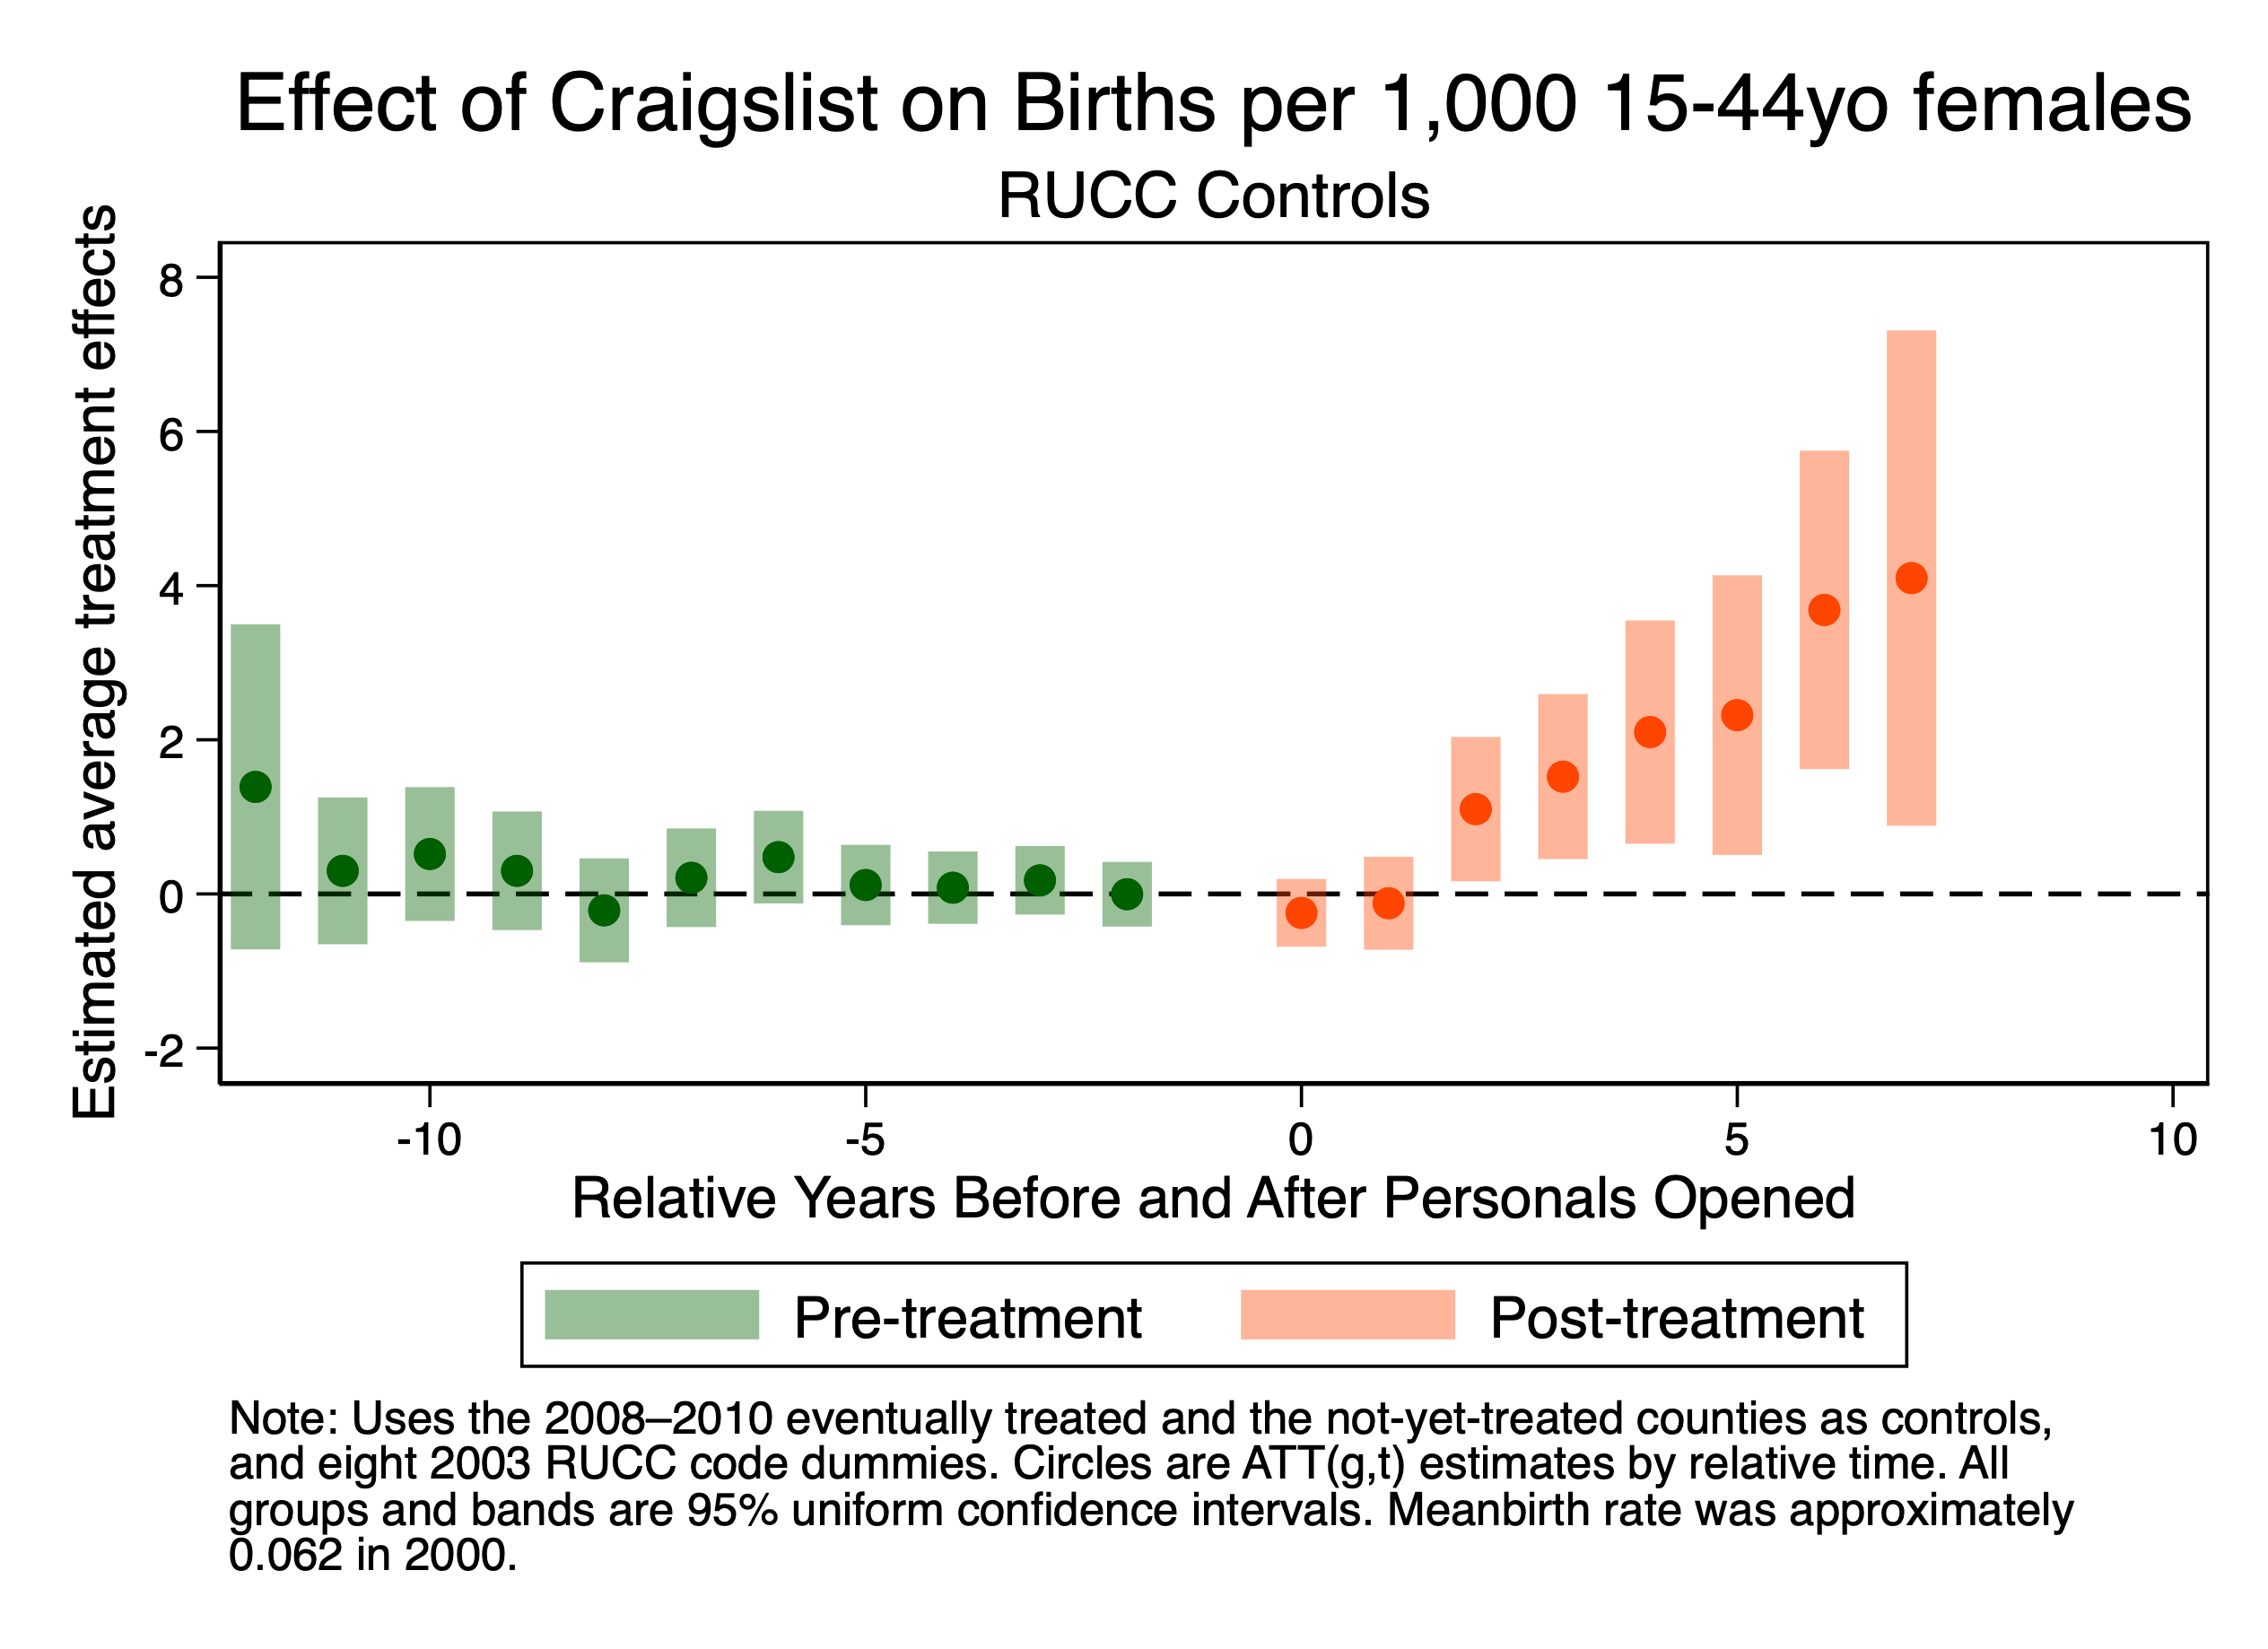 Effect of Craigslist on Births per 1,000 15-44yo females
RUCC Controls
Estimated average treatment effects
8
6
4
2
0
-2
-10
-5
0
5
10
Relative Years Before and After Personals Opened
Pre-treatment
Post-treatment
Note: Uses the 2008–2010 eventually treated and the not-yet-treated counties as controls,
and eight 2003 RUCC code dummies. Circles are ATT(g,t) estimates by relative time. All
groups and bands are 95% uniform confidence intervals. Meanbirth rate was approximately
0.062 in 2000.